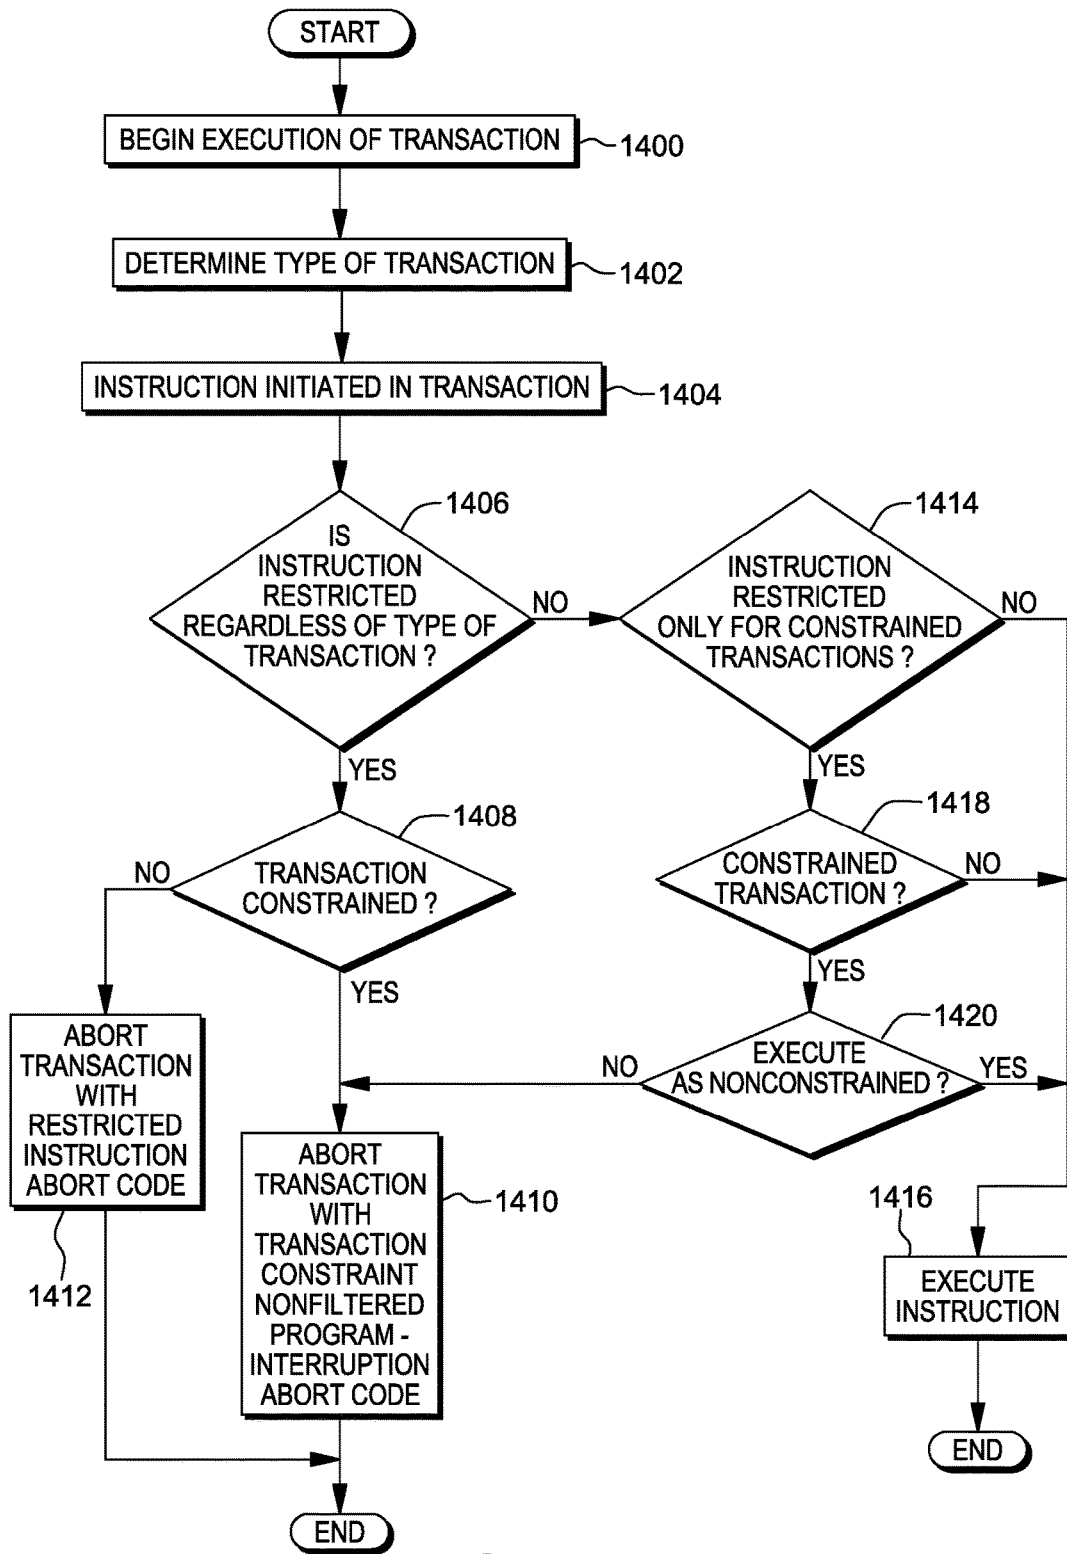 START
BEGIN EXECUTION OF TRANSACTION
1400
DETERMINE TYPE OF TRANSACTION
1402
INSTRUCTION INITIATED IN TRANSACTION
1404
1406
IS
INSTRUCTION
RESTRICTED
REGARDLESS OF TYPE OF
TRANSACTION ?
NO
YES
1414
INSTRUCTION
RESTRICTED
ONLY FOR CONSTRAINED
TRANSACTIONS ?
NO
YES
1408
TRANSACTION
CONSTRAINED ?
NO
YES
1418
CONSTRAINED
TRANSACTION ?
NO
YES
1420
EXECUTE
AS NONCONSTRAINED ?
NO
YES
ABORT
TRANSACTION
WITH
RESTRICTED
INSTRUCTION
ABORT CODE
1412
ABORT
TRANSACTION
WITH
TRANSACTION
CONSTRAINT
NONFILTERED
PROGRAM -
INTERRUPTION
ABORT CODE
1410
1416
EXECUTE
INSTRUCTION
END
END